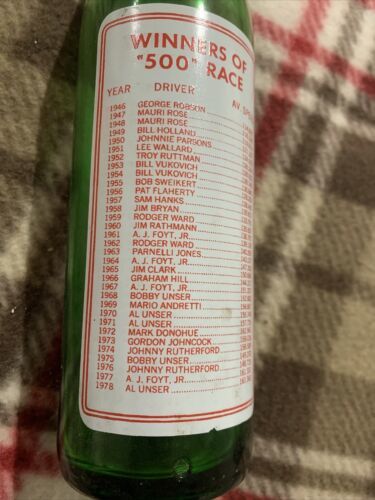 WINNERS OF
"500" RACE
YEAR DRIVER AV
1946 GEORGE ROBSON
1947 MAURI ROSE
1948 MAURI ROSE
1949 BILL HOLLAND
1950 JOHNNIE PARSONS
1951 LEE WALLARD
1952 TROY RUTTMAN
1953 BILL VUKOVICH
1954 BILL VUKOVICH
1955 BOB SWEIKERT
1956 PAT FLAHERTY
1957 SAM HANKS
1958 JIM BRYAN
1959 RODGER WARD
1960 JIM RATHMANN
1961 A. J. FOYT, JR.
1962 RODGER WARD
1963 PARNELLI JONES
1964 A. J. FOYT, JR.
1965 JIM CLARK
1966 GRAHAM HILL
1967 A. J. FOYT, JR.
1968 BOBBY UNSER
1969 MARIO ANDRETTI
1970 AL UNSER
1971 AL UNSER
1972 MARK DONOHUE
1973 GORDON JOHNCOCK
1974 JOHNNY RUTHERFORD
1975 BOBBY UNSER
1976 JOHNNY RUTHERFORD
1977 A. J. FOYT, JR.
1978 AL UNSER